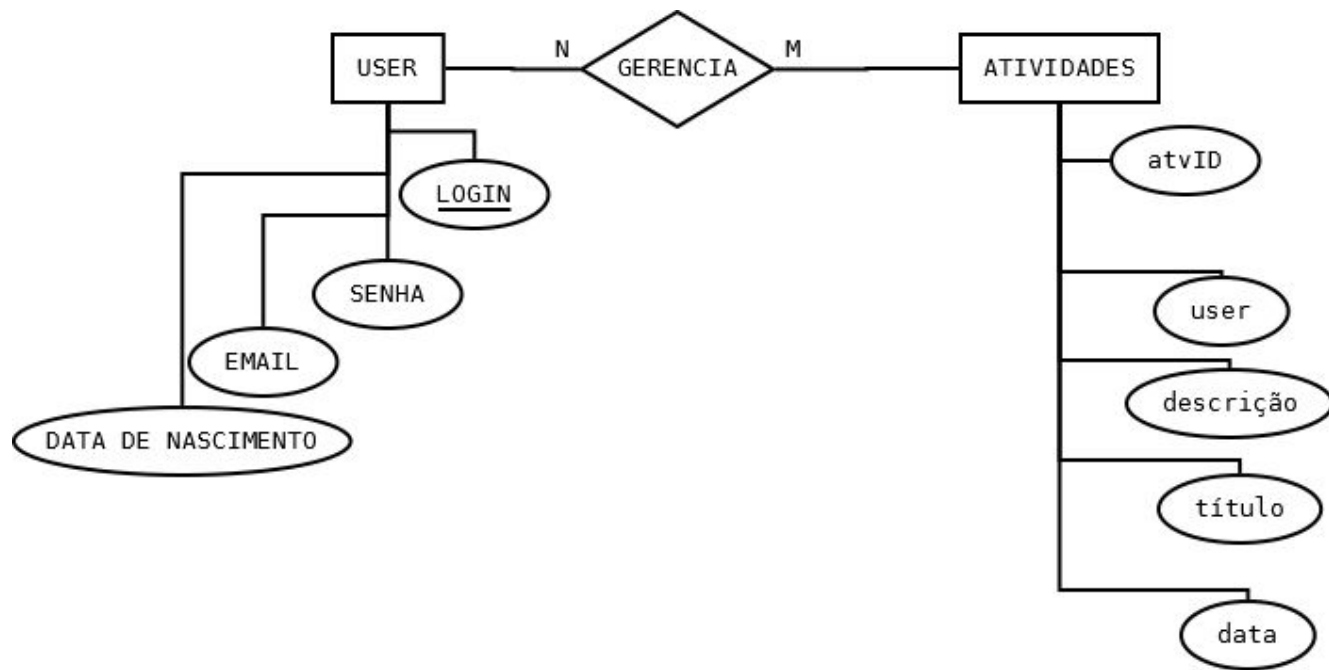 USER
N
GERENCIA
M
ATIVIDADES
LOGIN
SENHA
EMAIL
DATA DE NASCIMENTO
atvID
user
descrição
título
data